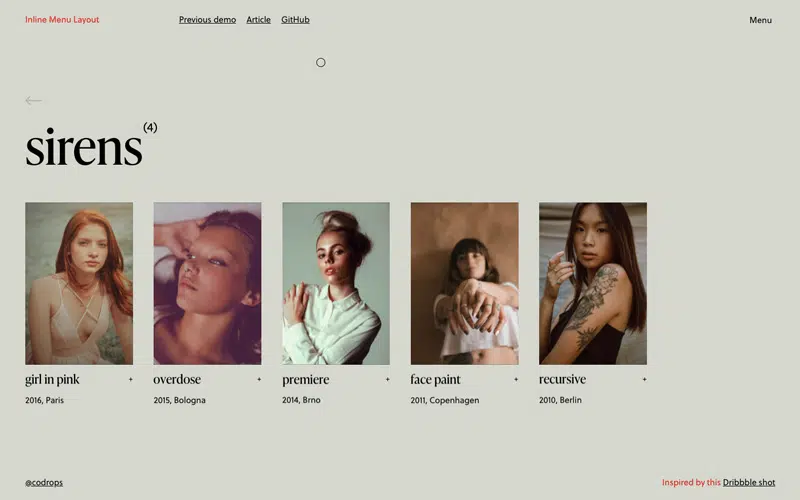 Inline Menu Layout
Previous demo Article GitHub
Menu
sirens (4)
girl in pink +
2016, Paris
overdose +
2015, Bologna
premiere +
2014, Brno
face paint +
2011, Copenhagen
recursive +
2010, Berlin
@codrops
Inspired by this Dribbble shot